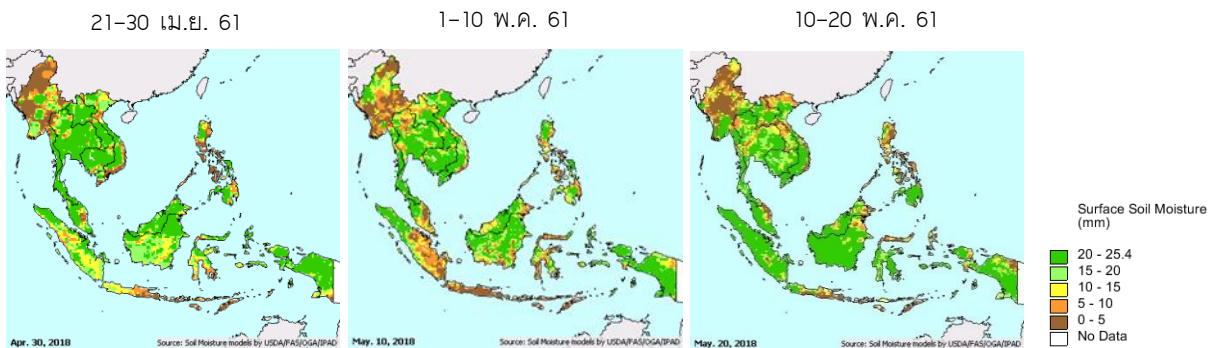 21-30 เม.ย. 61
1-10 พ.ค. 61
10-20 พ.ค. 61
Apr. 30, 2018
Source: Soil Moisture models by USDA/FAS/OGA/IPAD
May. 10, 2018
Source: Soil Moisture models by USDA/FAS/OGA/IPAD
May. 20, 2018
Source: Soil Moisture models by USDA/FAS/OGA/IPAD
Surface Soil Moisture
(mm)
20 - 25.4
15 - 20
10 - 15
5 - 10
0 - 5
No Data